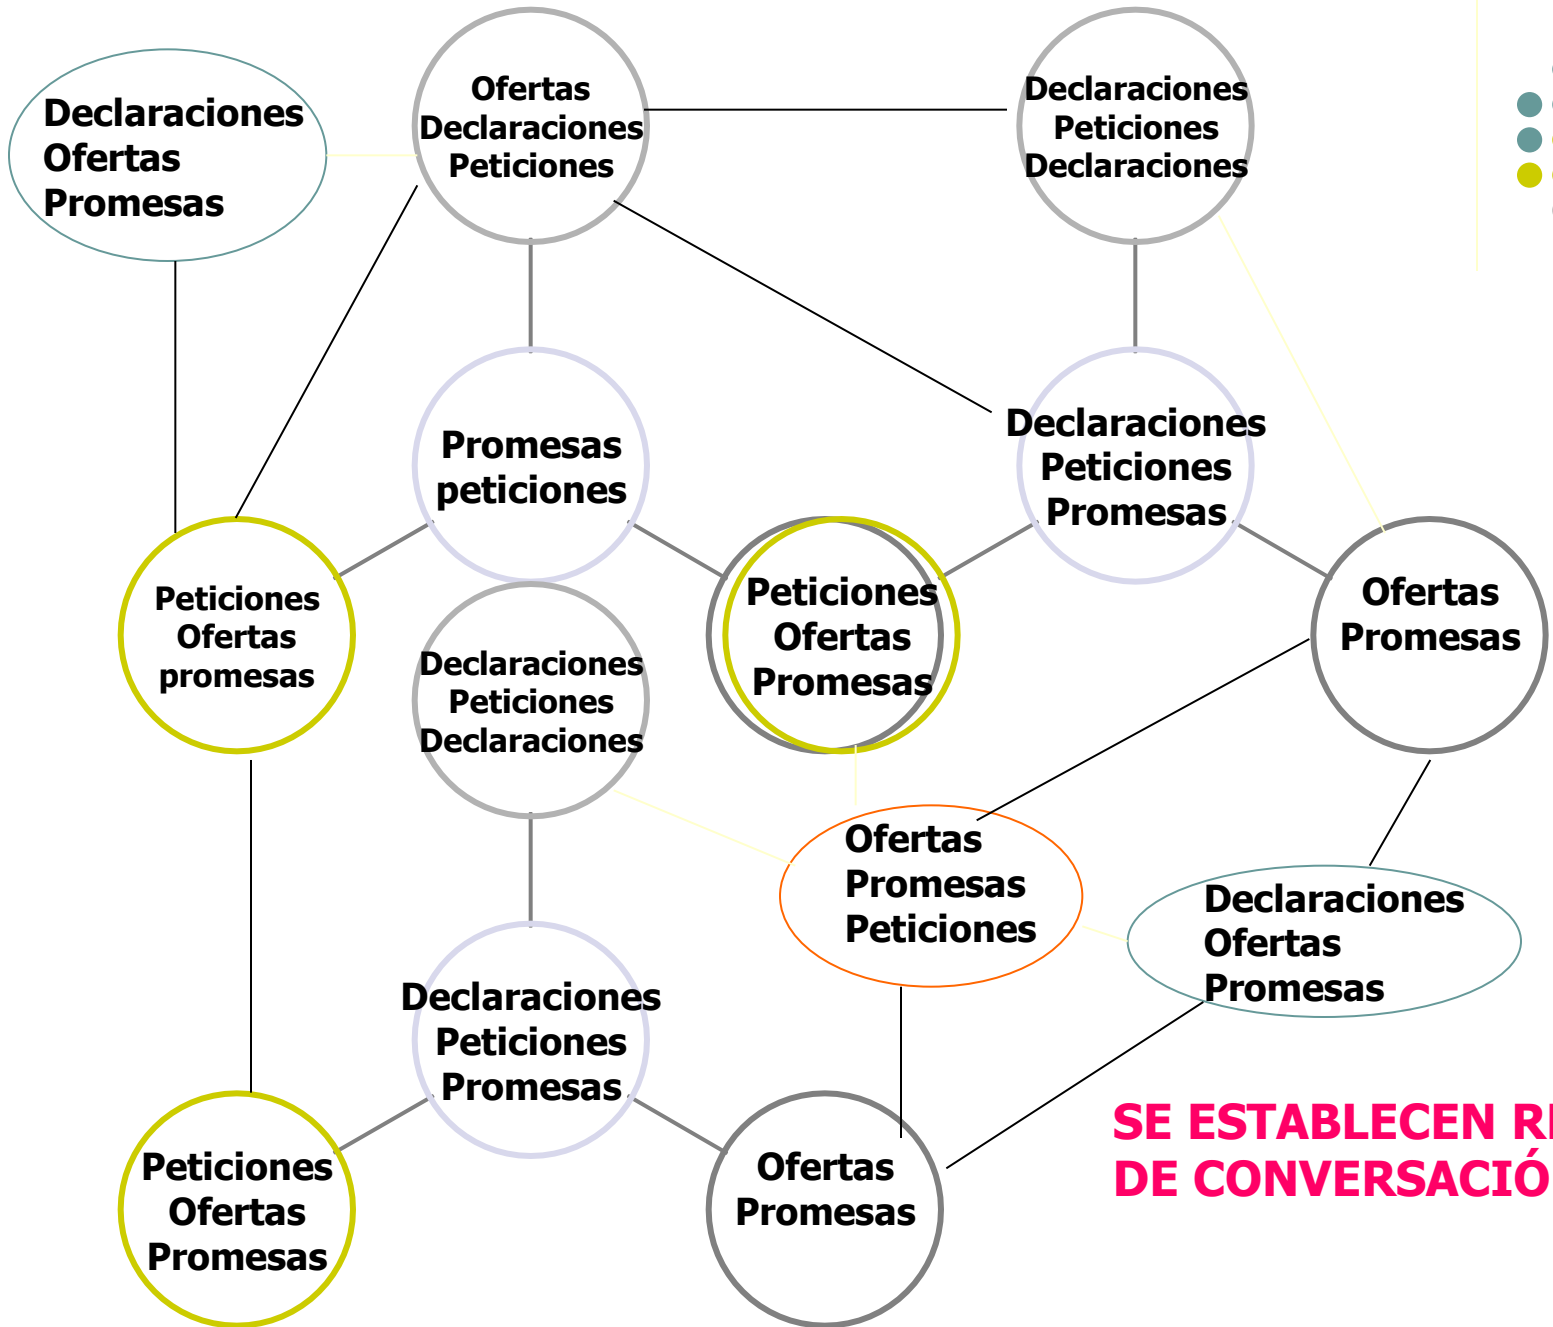 Declaraciones
Ofertas
Promesas
Ofertas
Declaraciones
Peticiones
Declaraciones
Peticiones
Declaraciones
Promesas
peticiones
Declaraciones
Peticiones
Promesas
Peticiones
Ofertas
promesas
Declaraciones
Peticiones
Declaraciones
Peticiones
Ofertas
Promesas
Ofertas
Promesas
Ofertas
Promesas
Peticiones
Declaraciones
Ofertas
Promesas
Declaraciones
Peticiones
Promesas
Peticiones
Ofertas
Promesas
Ofertas
Promesas
SE ESTABLECEN
DE CONVERSACIÓ